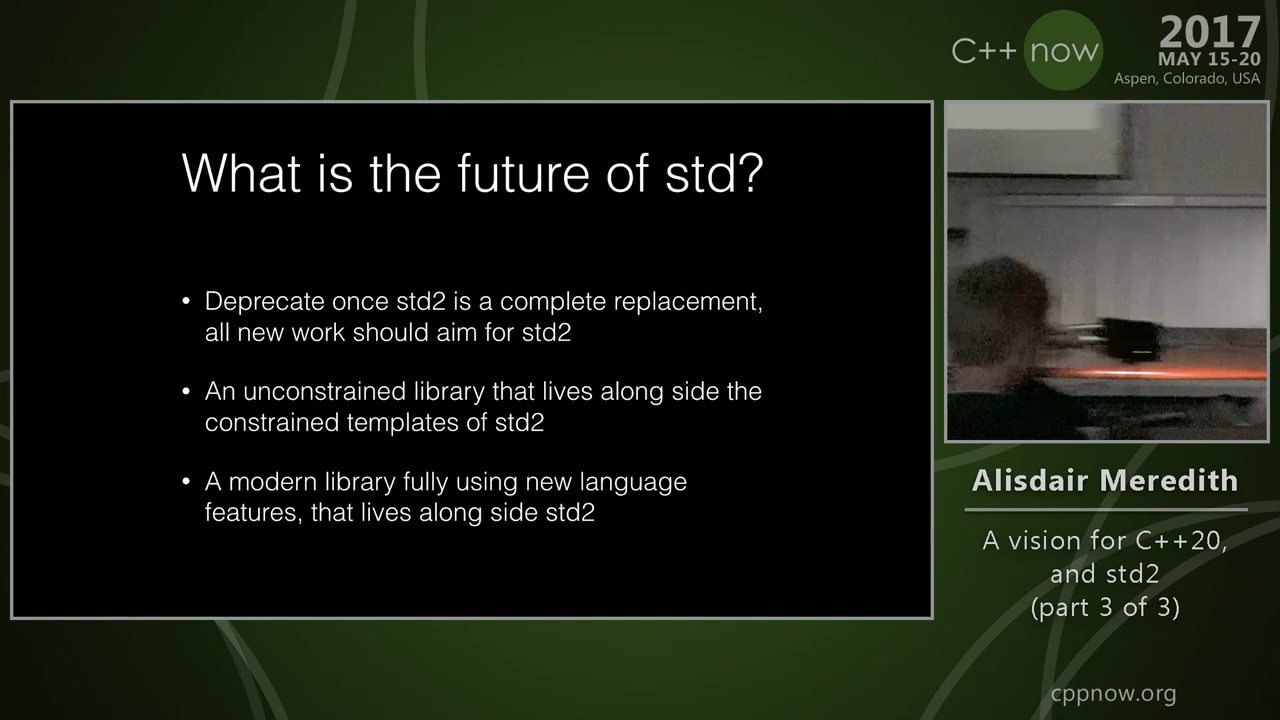 C++ now
2017
MAY 15-20
Aspen, Colorado, USA
What is the future of std?
• Deprecate once std2 is a complete replacement,
all new work should aim for std2
• An unconstrained library that lives along side the
constrained templates of std2
• A modern library fully using new language
features, that lives along side std2
Alisdair Meredith
A vision for C++20,
and std2
(part 3 of 3)
cppnow.org